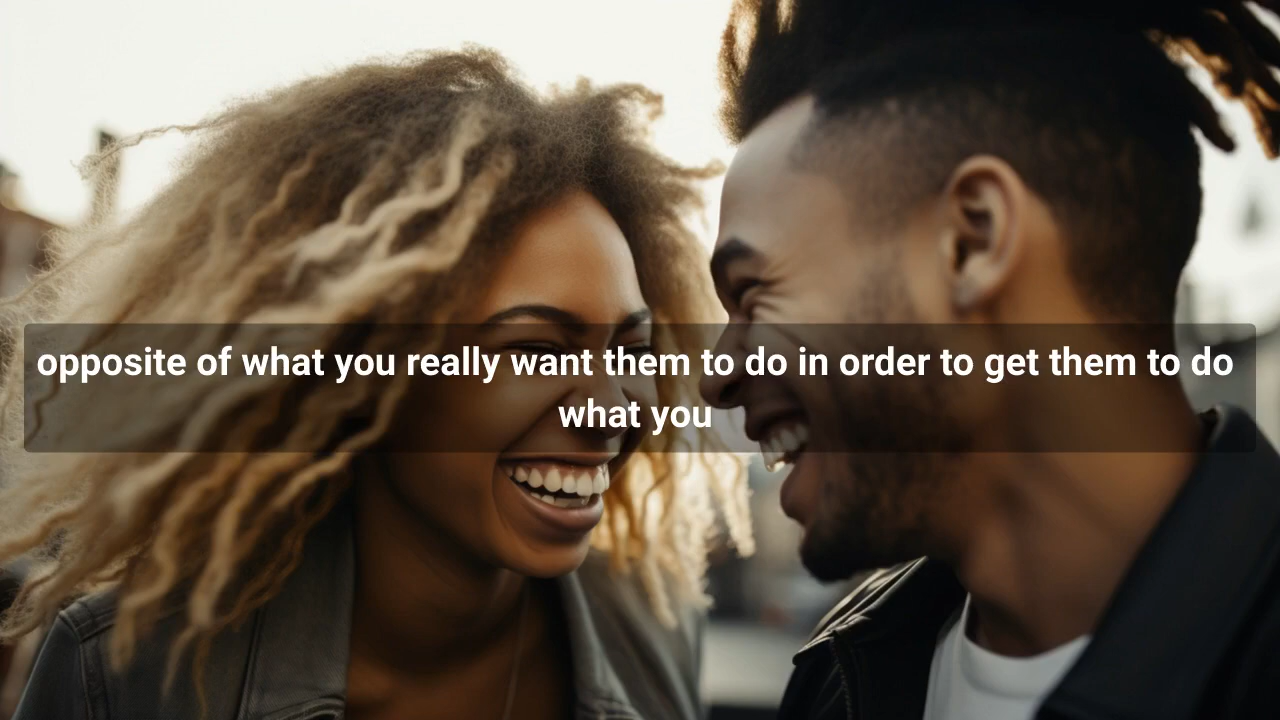 opposite of what you really want them to do in order to get them to do
what you